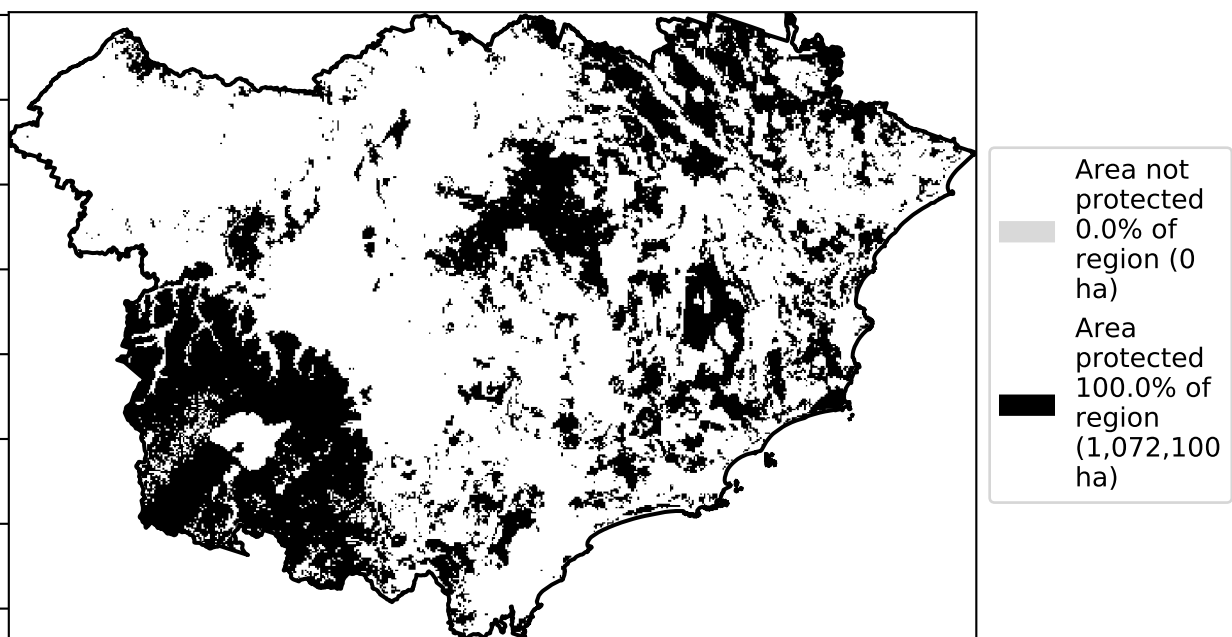 Area not
protected
0.0% of
region (0
ha)
Area
protected
100.0% of
region
(1,072,100
ha)